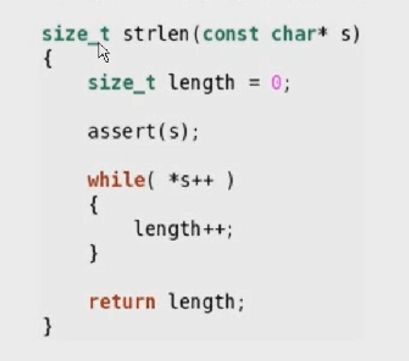 size_t strlen(const char* s)
{
size_t length = 0;
assert(s);
while( *s++ )
{
length++;
}
return length;
}